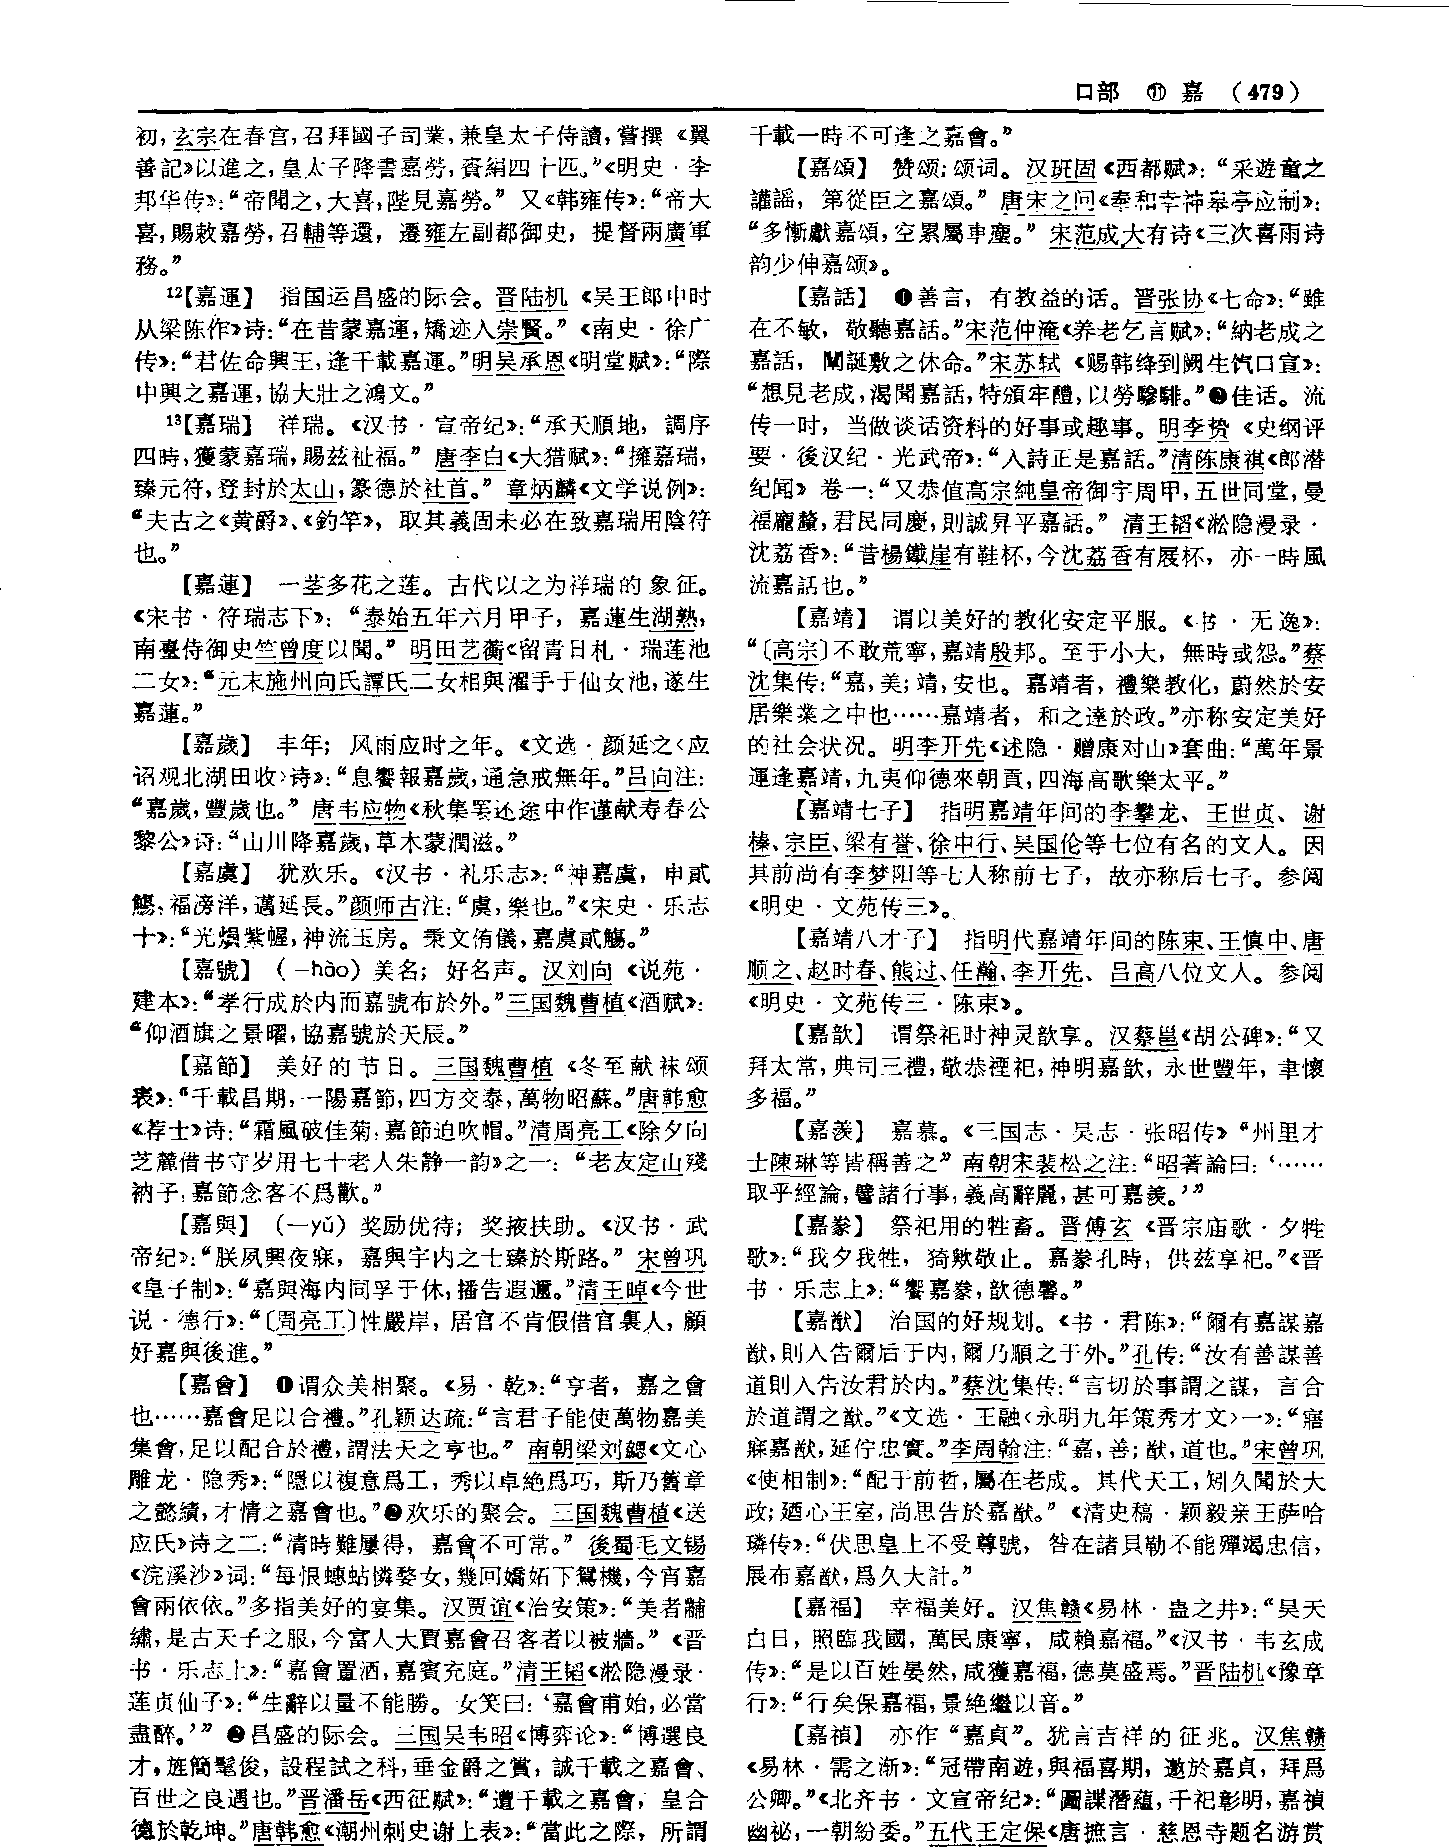 口部 ⑪ 嘉 （479）
初，玄宗在春宫，召拜國子司業，兼皇太子侍讀，嘗撰《翼
善記》以進之，皇太子降書嘉勞，賚絹四十匹。”《明史·李
邦华传》：“帝聞之，大喜，陛見嘉勞。”又《韩雍传》：“帝大
喜，賜敕嘉勞，召輔等還，遷雍左副都御史，提督兩廣軍
務。”
12【嘉運】 指国运昌盛的际会。晋陆机《吴王郎中时
从梁陈作》诗：“在昔蒙嘉運，矯迹入崇賢。”《南史·徐广
传》：“君佐命興王，逢千載嘉運。”明吴承恩《明堂赋》：“際
中興之嘉運，協大壯之鴻文。”
13【嘉瑞】 祥瑞。《汉书·宣帝纪》：“承天順地，調序
四時，獲蒙嘉瑞，賜兹祉福。”唐李白《大猎赋》：“擁嘉瑞，
臻元符，登封於太山，篆德於社首。”章炳麟《文学说例》：
“夫古之《黄爵》、《釣竿》，取其義固未必在致嘉瑞用陰符
也。”
【嘉蓮】 一茎多花之莲。古代以之为祥瑞的象征。
《宋书·符瑞志下》：“泰始五年六月甲子，嘉蓮生湖熟，
南臺侍御史竺曾度以聞。”明田艺蘅《留青日札·瑞莲池
二女》：“元末施州向氏譚氏二女相與濯手于仙女池，遂生
嘉蓮。”
【嘉歲】 丰年；风雨应时之年。《文选·颜延之〈应
诏观北湖田收〉诗》：“息饗報嘉歲，通急戒無年。”吕向注：
“嘉歲，豐歲也。”唐韦应物《秋集罢还途中作谨献寿春公
黎公》诗：“山川降嘉歲，草木蒙潤滋。”
【嘉虞】 犹欢乐。《汉书·礼乐志》：“神嘉虞，申貳
觴，福滂洋，邁延長。”颜师古注：“虞，樂也。”《宋史·乐志
十》：“光煜紫幄，神流玉房。秉文侑儀，嘉虞貳觴。”
【嘉號】 （－hào）美名；好名声。汉刘向《说苑·
建本》：“孝行成於内而嘉號布於外。”三国魏曹植《酒赋》：
“仰酒旗之景曜，協嘉號於天辰。”
【嘉節】 美好的节日。三国魏曹植《冬至献袜颂
表》：“千載昌期，一陽嘉節，四方交泰，萬物昭蘇。”唐韩愈
《荐士》诗：“霜風破佳菊，嘉節迫吹帽。”清周亮工《除夕向
芝麓借书守岁用七十老人朱静一韵》之一：“老友定山殘
衲子，嘉節念客不爲歡。”
【嘉與】 （－yǔ）奖励优待；奖掖扶助。《汉书·武
帝纪》：“朕夙興夜寐，嘉與宇内之士臻於斯路。”宋曾巩
《皇子制》：“嘉與海内同孚于休，播告遐邇。”清王晫《今世
说·德行》：“〔周亮工〕性嚴岸，居官不肯假借官裏人，顧
好嘉與後進。”
【嘉會】 ❶谓众美相聚。《易·乾》：“亨者，嘉之會
也……嘉會足以合禮。”孔颖达疏：“言君子能使萬物嘉美
集會，足以配合於禮，謂法天之亨也。”南朝梁刘勰《文心
雕龙·隐秀》：“隱以複意爲工，秀以卓絶爲巧，斯乃舊章
之懿績，才情之嘉會也。”❷欢乐的聚会。三国魏曹植《送
应氏》诗之二：“清時難屢得，嘉會不可常。”後蜀毛文锡
《浣溪沙》词：“每恨蟪蛄憐婺女，幾回嬌妬下鴛機，今宵嘉
會兩依依。”多指美好的宴集。汉贾谊《治安策》：“美者黼
繡，是古天子之服，今富人大賈嘉會召客者以被牆。”《晋
书·乐志上》：“嘉會置酒，嘉賓充庭。”清王韬《淞隐漫录·
莲贞仙子》：“生辭以量不能勝。女笑曰：‘嘉會甫始，必當
盡醉。’”❸昌盛的际会。三国吴韦昭《博弈论》：“博選良
才，旌簡髦俊，設程試之科，垂金爵之賞，誠千載之嘉會、
百世之良遇也。”晋潘岳《西征赋》：“遭千載之嘉會，皇合
德於乾坤。”唐韩愈《潮州刺史谢上表》：“當此之際，所謂
千載一時不可逢之嘉會。”
【嘉頌】 赞颂；颂词。汉班固《西都赋》：“采遊童之
讙謡，第從臣之嘉頌。”唐宋之问《奉和幸神皋亭应制》：
“多慚獻嘉頌，空累屬車塵。”宋范成大有诗《三次喜雨诗
韵少伸嘉颂》。
【嘉話】 ❶善言，有教益的话。晋张协《七命》：“雖
在不敏，敬聽嘉話。”宋范仲淹《养老乞言赋》：“納老成之
嘉話，闡誕敷之休命。”宋苏轼《赐韩绛到阙生饩口宣》：
“想見老成，渴聞嘉話，特頒牢醴，以勞驂騑。”❷佳话。流
传一时，当做谈话资料的好事或趣事。明李贽《史纲评
要·後汉纪·光武帝》：“入詩正是嘉話。”清陈康祺《郎潜
纪闻》卷一：“又恭值高宗純皇帝御宇周甲，五世同堂，曼
福龐釐，君民同慶，則誠昇平嘉話。”清王韬《淞隐漫录·
沈荔香》：“昔楊鐵崖有鞋杯，今沈荔香有屐杯，亦一時風
流嘉話也。”
【嘉靖】 谓以美好的教化安定平服。《书·无逸》：
“〔高宗〕不敢荒寧，嘉靖殷邦。至于小大，無時或怨。”蔡
沈集传：“嘉，美；靖，安也。嘉靖者，禮樂教化，蔚然於安
居樂業之中也……嘉靖者，和之達於政。”亦称安定美好
的社会状况。明李开先《述隐·赠康对山》套曲：“萬年景
運逢嘉靖，九夷仰德來朝貢，四海高歌樂太平。”
【嘉靖七子】 指明嘉靖年间的李攀龙、王世贞、谢
榛、宗臣、梁有誉、徐中行、吴国伦等七位有名的文人。因
其前尚有李梦阳等七人称前七子，故亦称后七子。参阅
《明史·文苑传三》。
【嘉靖八才子】 指明代嘉靖年间的陈束、王慎中、唐
顺之、赵时春、熊过、任瀚、李开先、吕高八位文人。参阅
《明史·文苑传三·陈束》。
【嘉歆】 谓祭祀时神灵歆享。汉蔡邕《胡公碑》：“又
拜太常，典司三禮，敬恭禋祀，神明嘉歆，永世豐年，聿懷
多福。”
【嘉羨】 嘉慕。《三国志·吴志·张昭传》“州里才
士陳琳等皆稱善之”南朝宋裴松之注：“昭著論曰：‘……
取乎經論，譬諸行事，義高辭麗，甚可嘉羨。’”
【嘉豢】 祭祀用的牲畜。晋傅玄《晋宗庙歌·夕牲
歌》：“我夕我牲，猗歟敬止。嘉豢孔時，供兹享祀。”《晋
书·乐志上》：“饗嘉豢，歆德馨。”
【嘉猷】 治国的好规划。《书·君陈》：“爾有嘉謀嘉
猷，則入告爾后于内，爾乃順之于外。”孔传：“汝有善謀善
道則入告汝君於内。”蔡沈集传：“言切於事謂之謀，言合
於道謂之猷。”《文选·王融〈永明九年策秀才文〉一》：“寤
寐嘉猷，延佇忠實。”李周翰注：“嘉，善；猷，道也。”宋曾巩
《使相制》：“配于前哲，屬在老成。其代天工，矧久聞於大
政；廼心王室，尚思告於嘉猷。”《清史稿·颖毅亲王萨哈
璘传》：“伏思皇上不受尊號，咎在諸貝勒不能殫竭忠信，
展布嘉猷，爲久大計。”
【嘉福】 幸福美好。汉焦赣《易林·蛊之井》：“昊天
白日，照臨我國，萬民康寧，咸賴嘉福。”《汉书·韦玄成
传》：“是以百姓晏然，咸獲嘉福，德莫盛焉。”晋陆机《豫章
行》：“行矣保嘉福，景絶繼以音。”
【嘉禎】 亦作“嘉貞”。犹言吉祥的征兆。汉焦赣
《易林·需之渐》：“冠帶南遊，與福喜期，邀於嘉貞，拜爲
公卿。”《北齐书·文宣帝纪》：“圖諜潛藴，千祀彰明，嘉禎
幽祕，一朝紛委。”五代王定保《唐摭言·慈恩寺题名游赏